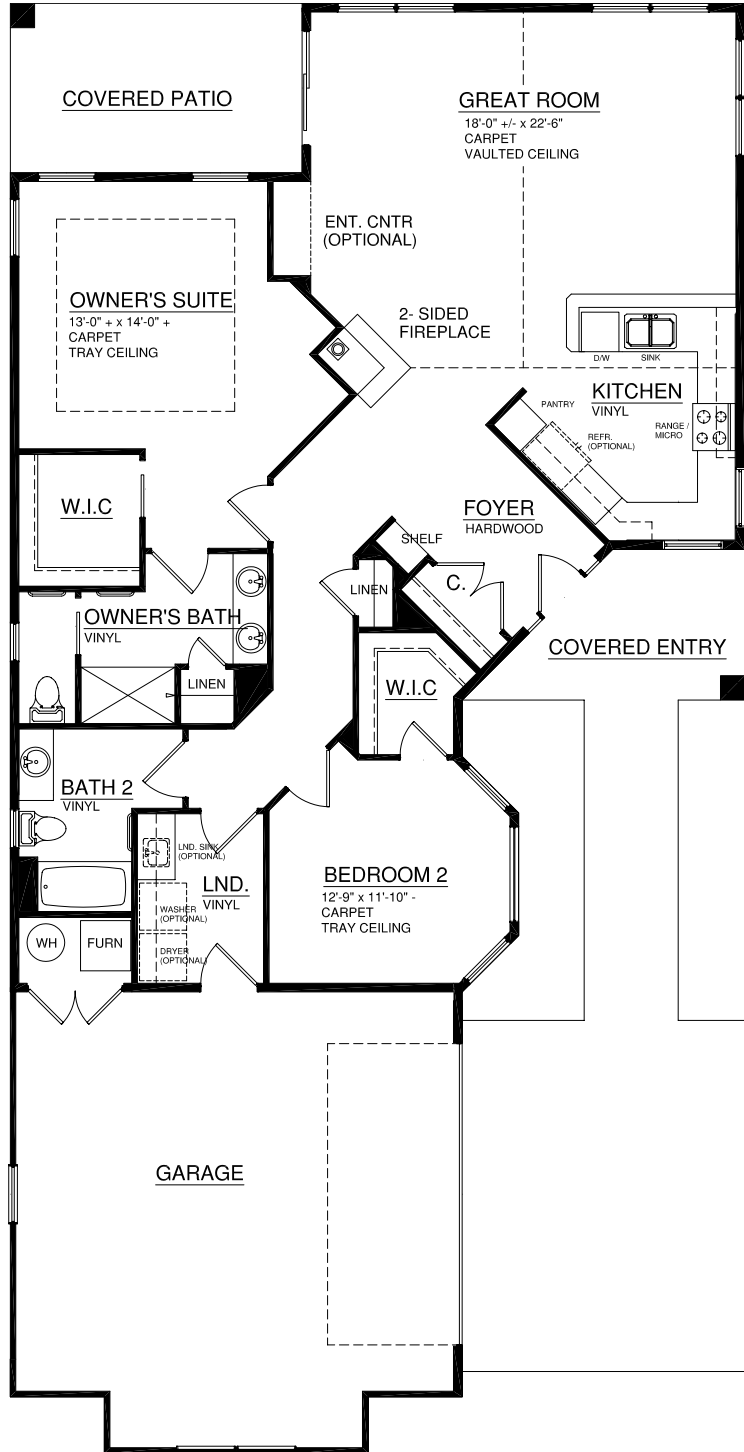 COVERED PATIO
GREAT ROOM
18'-0" +/- x 22'-6"
CARPET
VAULTED CEILING
ENT. CNTR
(OPTIONAL)
OWNER'S SUITE
13'-0" + x 14'-0" +
CARPET
TRAY CEILING
2- SIDED
FIREPLACE
D/W
SINK
KITCHEN
VINYL
PANTRY
REFR.
(OPTIONAL)
RANGE /
MICRO
W.I.C
FOYER
HARDWOOD
SHELF
C.
LINEN
OWNER'S BATH
VINYL
COVERED ENTRY
LINEN
W.I.C
BATH 2
VINYL
LND. SINK
(OPTIONAL)
LND.
VINYL
WASHER
(OPTIONAL)
DRYER
(OPTIONAL)
BEDROOM 2
12'-9" x 11'-10" -
CARPET
TRAY CEILING
WH
FURN
GARAGE